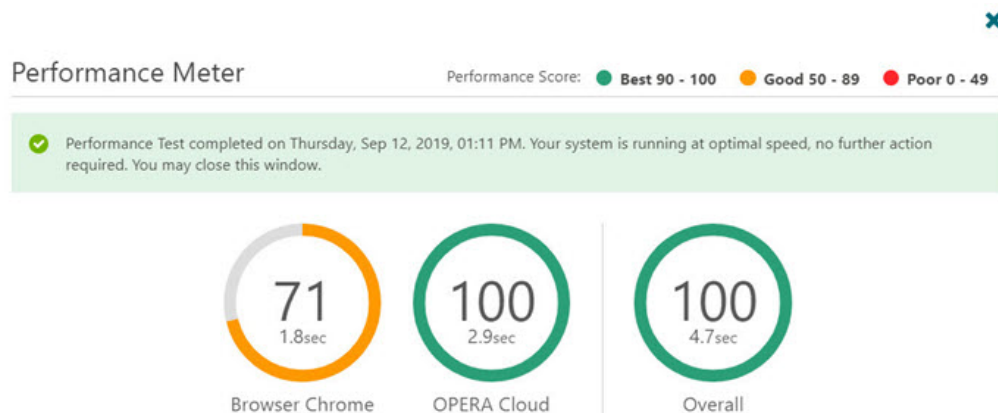 Performance Meter
Performance Score: Best 90 - 100 Good 50 - 89 Poor 0 - 49
Performance Test completed on Thursday, Sep 12, 2019, 01:11 PM. Your system is running at optimal speed, no further action
required. You may close this window.
71 100 100
1.8sec 2.9sec 4.7sec
Browser Chrome OPERA Cloud Overall